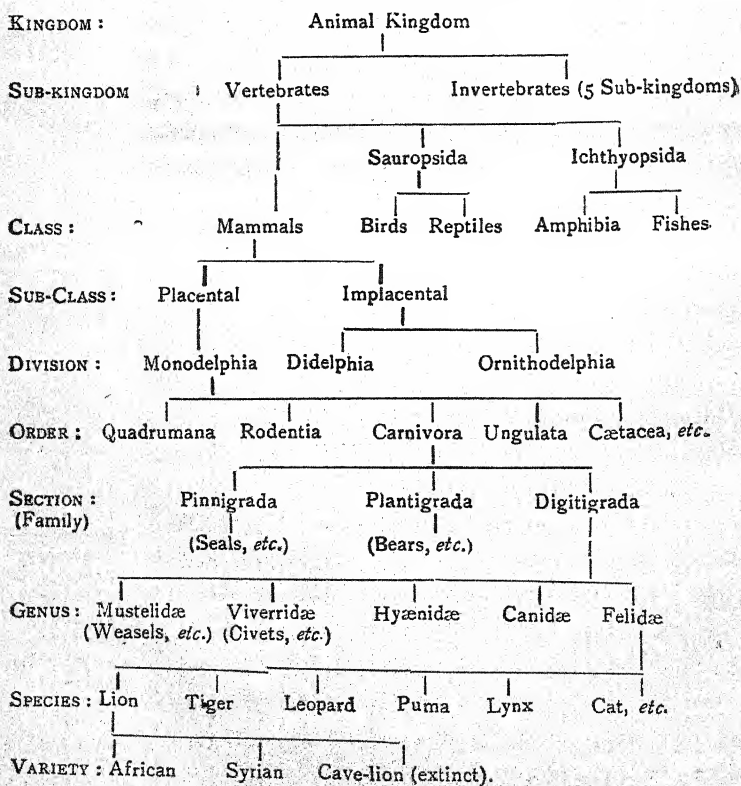 KINGDOM : Animal Kingdom
SUB-KINGDOM : Vertebrates Invertebrates (5 Sub-kingdoms)
Sauropsida Ichthyopsida
CLASS : Mammals Birds Reptiles Amphibia Fishes.
SUB-CLASS : Placental Implacental
DIVISION : Monodelphia Didelphia Ornithodelphia
ORDER : Quadrumana Rodentia Carnivora Ungulata Cætacea, etc.
SECTION : Pinnigrada Plantigrada Digitigrada
(Family)
(Seals, etc.) (Bears, etc.)
GENUS : Mustelidæ Viverridæ Hyænidæ Canidæ Felidæ
(Weasels, etc.) (Civets, etc.)
SPECIES : Lion Tiger Leopard Puma Lynx Cat, etc.
VARIETY : African Syrian Cave-lion (extinct).